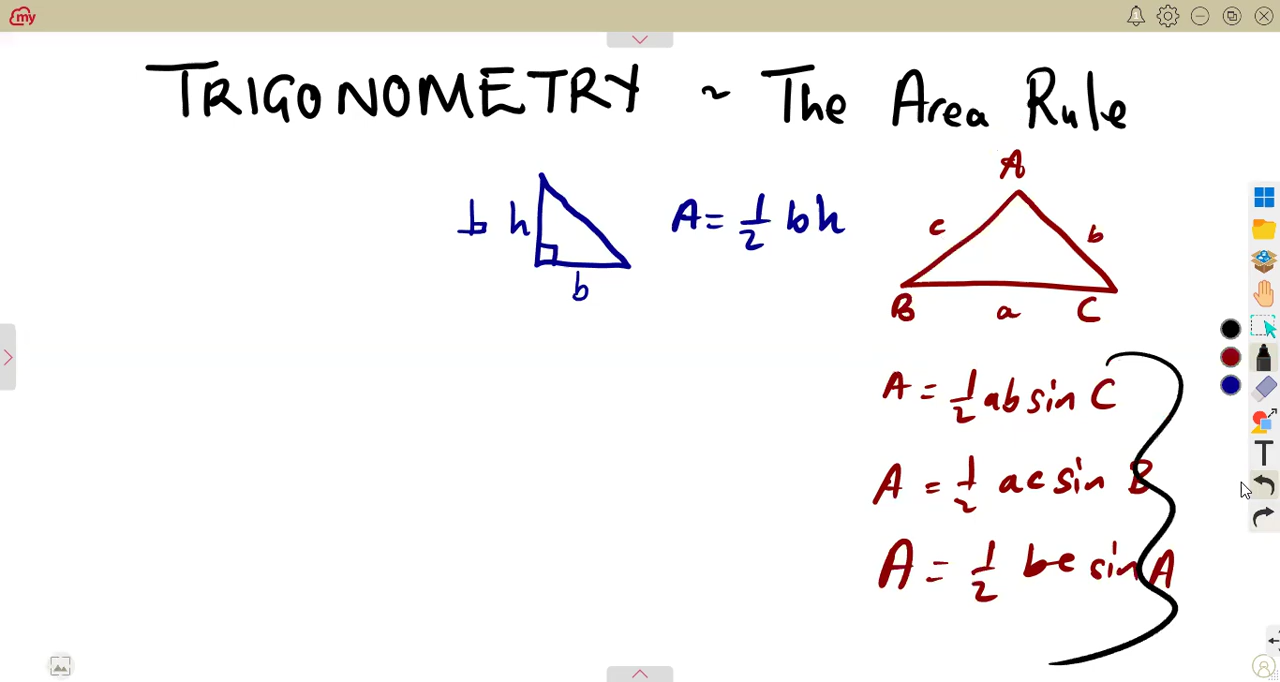 my
TRIGONOMETRY ~ The Area Rule
b h
b
A = 1/2 bh
A
c
b
B
a
C
A = 1/2 ab sin C
A = 1/2 ac sin B
A = 1/2 bc sin A
T